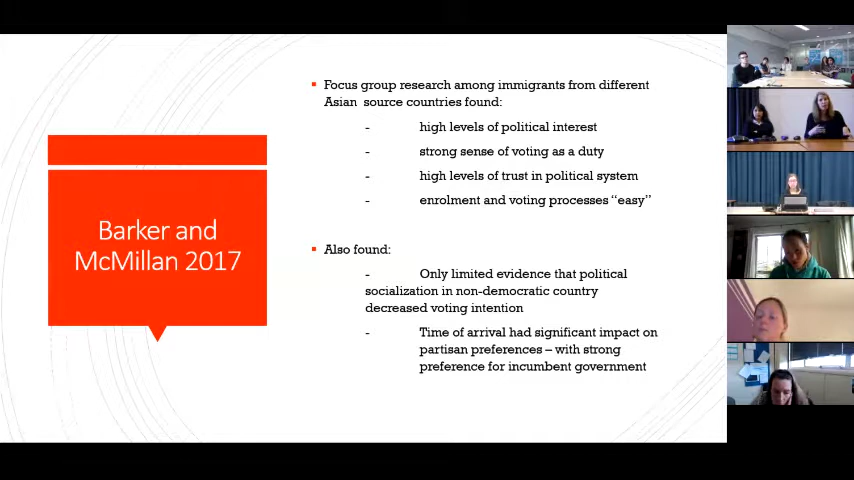 Barker and
McMillan 2017
▪ Focus group research among immigrants from different
Asian source countries found:
- high levels of political interest
- strong sense of voting as a duty
- high levels of trust in political system
- enrolment and voting processes “easy”
▪ Also found:
- Only limited evidence that political
socialization in non-democratic country
decreased voting intention
- Time of arrival had significant impact on
partisan preferences – with strong
preference for incumbent government